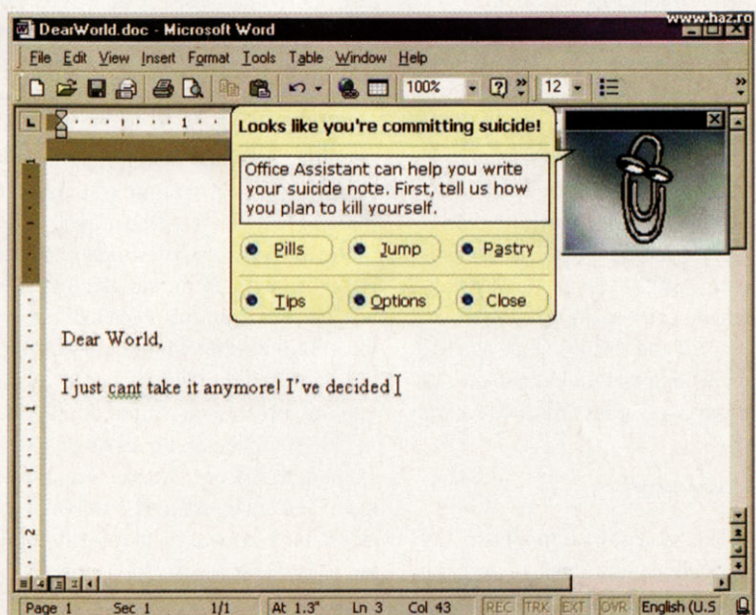 www.haz.ro
DearWorld.doc - Microsoft Word
File Edit View Insert Format Tools Table Window Help
100% 12
Looks like you're committing suicide!
Office Assistant can help you write
your suicide note. First, tell us how
you plan to kill yourself.
Pills Jump Pastry
Tips Options Close
Dear World,
I just cant take it anymore! I've decided
Page 1 Sec 1 1/1 At 1.3" Ln 3 Col 43 REC TRK EXT OVR English (U.S